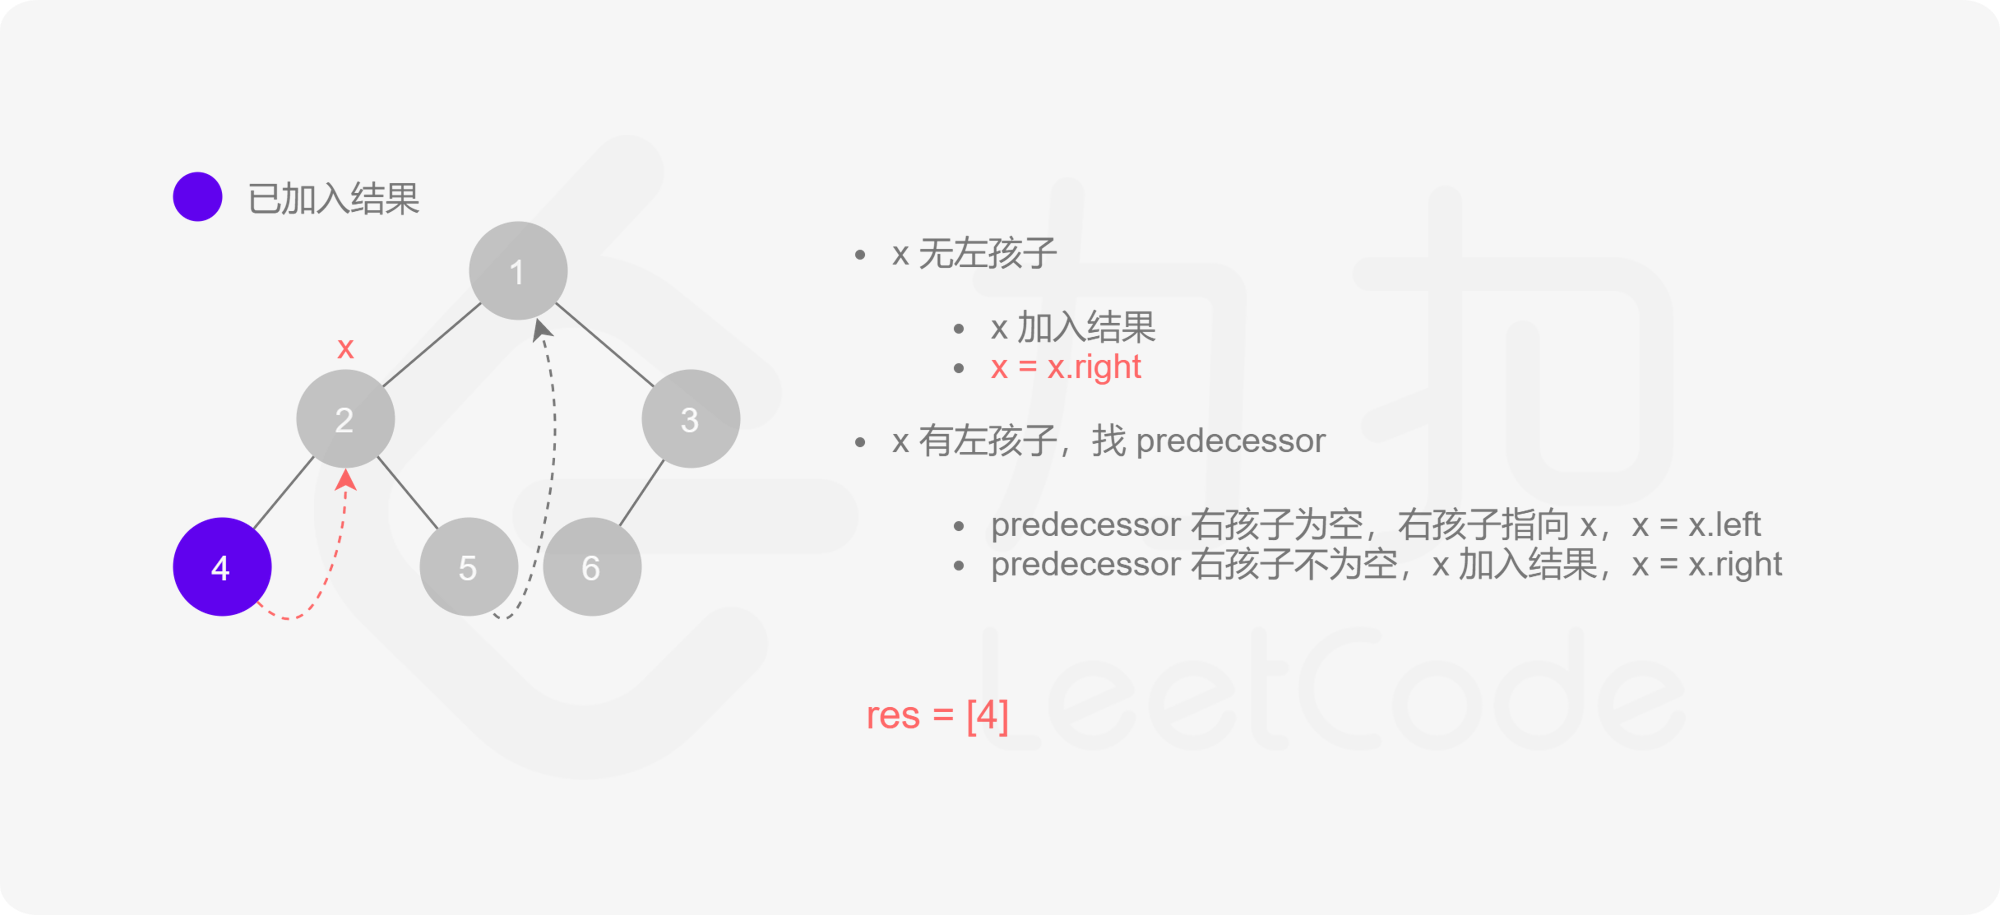 已加入结果
1
x
2
3
4
5
6
x 无左孩子
x 加入结果
x = x.right
x 有左孩子，找 predecessor
predecessor 右孩子为空，右孩子指向 x，x = x.left
predecessor 右孩子不为空，x 加入结果，x = x.right
res = [4]
力扣
LeetCode